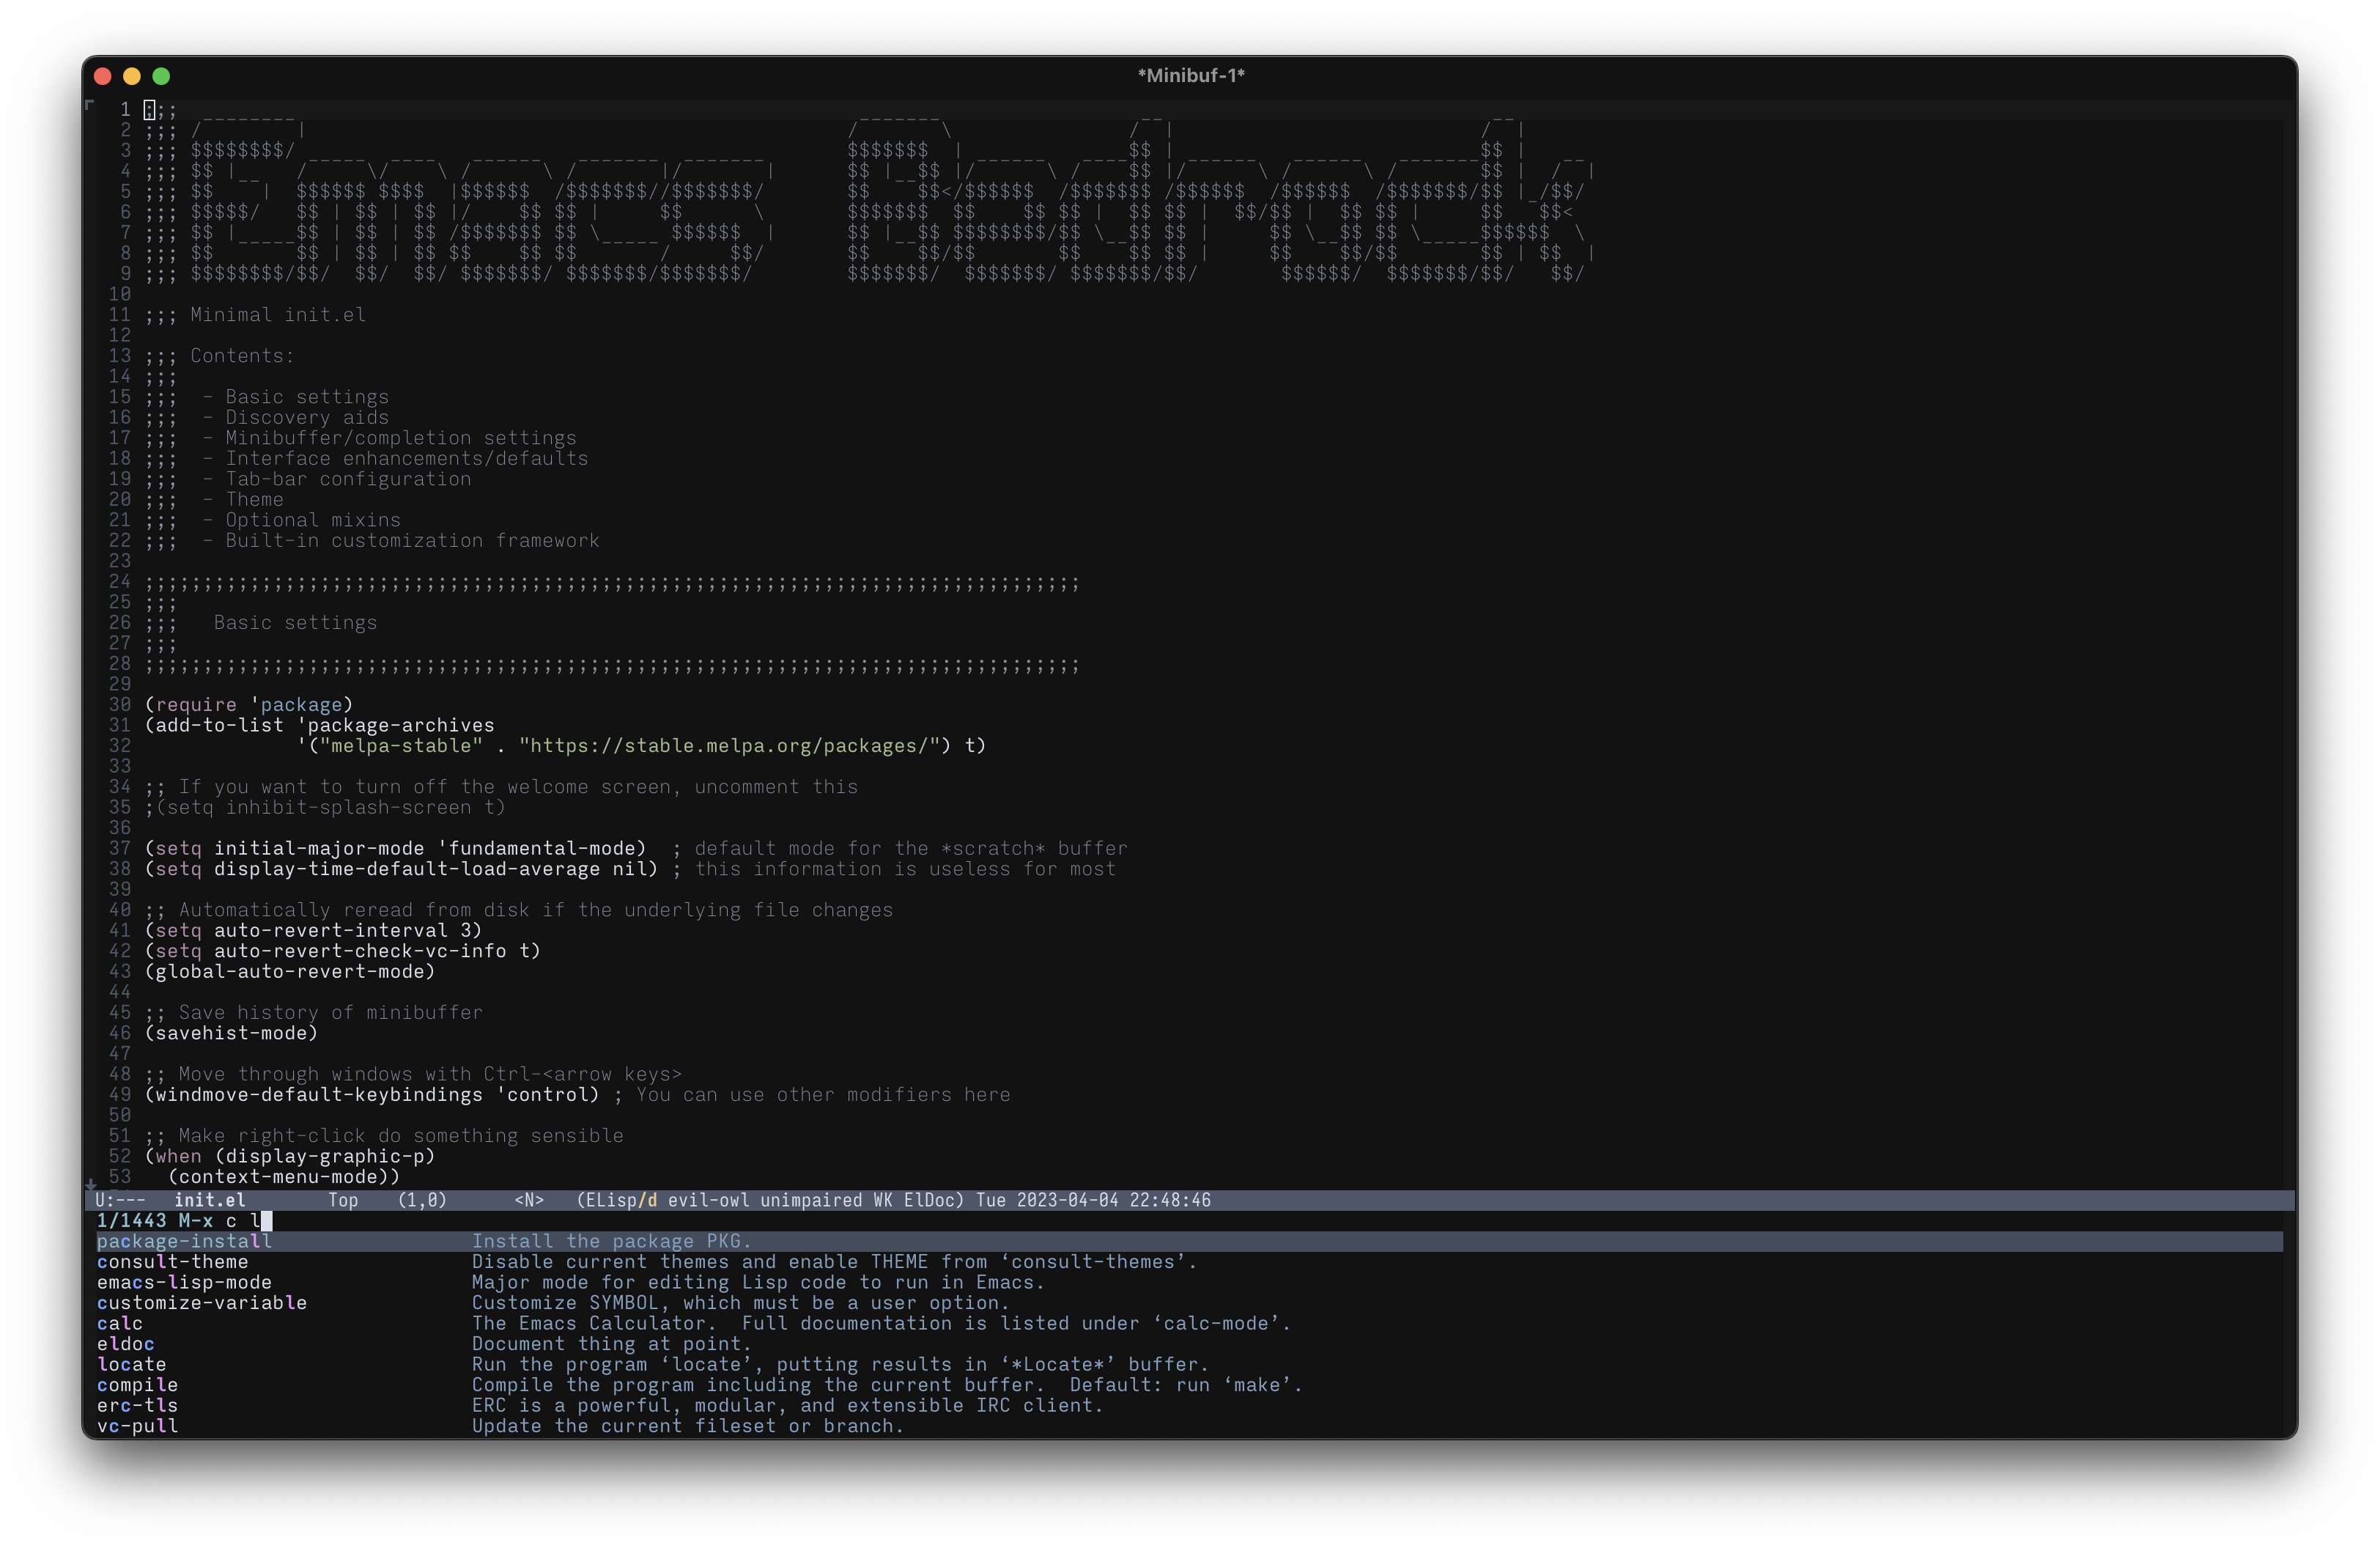 *Minibuf-1*
1 ;;;
2 ;;;
3 ;;;
4 ;;;
5 ;;;
6 ;;;
7 ;;;
8 ;;;
9 ;;;
Emacs Bedrock
10
11 ;;; Minimal init.el
12
13 ;;; Contents:
14 ;;;
15 ;;;  - Basic settings
16 ;;;  - Discovery aids
17 ;;;  - Minibuffer/completion settings
18 ;;;  - Interface enhancements/defaults
19 ;;;  - Tab-bar configuration
20 ;;;  - Theme
21 ;;;  - Optional mixins
22 ;;;  - Built-in customization framework
23
24 ;;;;;;;;;;;;;;;;;;;;;;;;;;;;;;;;;;;;;;;;;;;;;;;;;;;;;;;;;;;;;;;;;;;;;;;;;;;;;;;;
25 ;;;
26 ;;;   Basic settings
27 ;;;
28 ;;;;;;;;;;;;;;;;;;;;;;;;;;;;;;;;;;;;;;;;;;;;;;;;;;;;;;;;;;;;;;;;;;;;;;;;;;;;;;;;
29
30 (require 'package)
31 (add-to-list 'package-archives
32              '("melpa-stable" . "https://stable.melpa.org/packages/") t)
33
34 ;; If you want to turn off the welcome screen, uncomment this
35 ;(setq inhibit-splash-screen t)
36
37 (setq initial-major-mode 'fundamental-mode)  ; default mode for the *scratch* buffer
38 (setq display-time-default-load-average nil) ; this information is useless for most
39
40 ;; Automatically reread from disk if the underlying file changes
41 (setq auto-revert-interval 3)
42 (setq auto-revert-check-vc-info t)
43 (global-auto-revert-mode)
44
45 ;; Save history of minibuffer
46 (savehist-mode)
47
48 ;; Move through windows with Ctrl-<arrow keys>
49 (windmove-default-keybindings 'control) ; You can use other modifiers here
50
51 ;; Make right-click do something sensible
52 (when (display-graphic-p)
53   (context-menu-mode))
U:---  init.el       Top   (1,0)      <N>   (ELisp/d evil-owl unimpaired WK ElDoc) Tue 2023-04-04 22:48:46
1/1443 M-x c l
package-install                 Install the package PKG.
consult-theme                   Disable current themes and enable THEME from ‘consult-themes’.
emacs-lisp-mode                 Major mode for editing Lisp code to run in Emacs.
customize-variable              Customize SYMBOL, which must be a user option.
calc                            The Emacs Calculator.  Full documentation is listed under ‘calc-mode’.
eldoc                           Document thing at point.
locate                          Run the program ‘locate’, putting results in ‘*Locate*’ buffer.
compile                         Compile the program including the current buffer.  Default: run ‘make’.
erc-tls                         ERC is a powerful, modular, and extensible IRC client.
vc-pull                         Update the current fileset or branch.